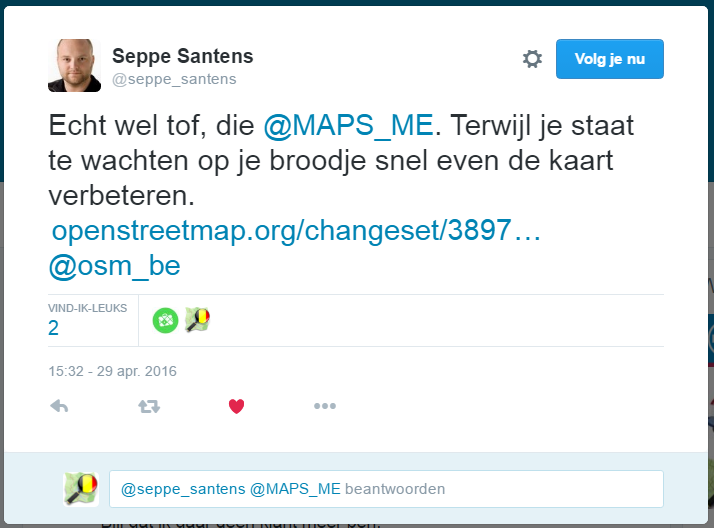 Seppe Santens
@seppe_santens
Volg je nu
Echt wel tof, die @MAPS_ME. Terwijl je staat
te wachten op je broodje snel even de kaart
verbeteren.
openstreetmap.org/changeset/3897…
@osm_be
VIND-IK-LEUKS
2
15:32 - 29 apr. 2016
@seppe_santens @MAPS_ME beantwoorden